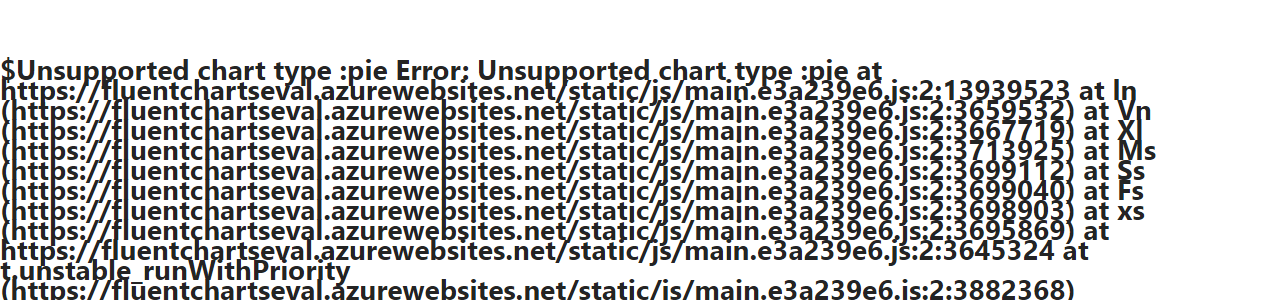 $Unsupported chart type :pie Error: Unsupported chart type :pie at
https://fluentchartseval.azurewebsites.net/static/js/main.e3a239e6.js:2:13939523 at ln
(https://fluentchartseval.azurewebsites.net/static/js/main.e3a239e6.js:2:3659532) at Vn
(https://fluentchartseval.azurewebsites.net/static/js/main.e3a239e6.js:2:3667719) at Xl
(https://fluentchartseval.azurewebsites.net/static/js/main.e3a239e6.js:2:3713925) at Ms
(https://fluentchartseval.azurewebsites.net/static/js/main.e3a239e6.js:2:3699112) at Ss
(https://fluentchartseval.azurewebsites.net/static/js/main.e3a239e6.js:2:3699040) at Fs
(https://fluentchartseval.azurewebsites.net/static/js/main.e3a239e6.js:2:3698903) at xs
(https://fluentchartseval.azurewebsites.net/static/js/main.e3a239e6.js:2:3695869) at
https://fluentchartseval.azurewebsites.net/static/js/main.e3a239e6.js:2:3645324 at
t.unstable_runWithPriority
(https://fluentchartseval.azurewebsites.net/static/js/main.e3a239e6.js:2:3882368)